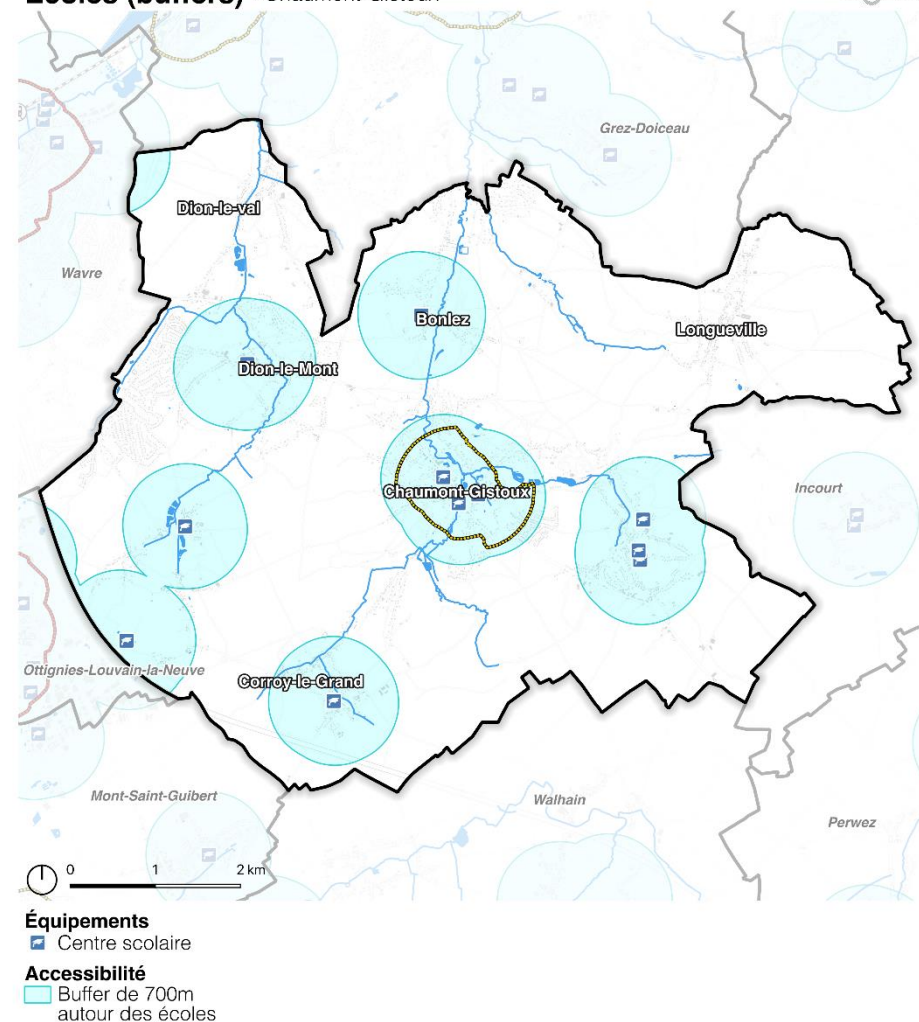 Écoles (buffers) - Chaumont-Gistoux
Grez-Doiceau
Dion-le-val
Wavre
Bonlez
Longueville
Dion-le-Mont
Chaumont-Gistoux
Incourt
Ottignies-Louvain-la-Neuve
Corroy-le-Grand
Mont-Saint-Guibert
Walhain
Perwez
0 1 2 km
Équipements
Centre scolaire
Accessibilité
Buffer de 700m
autour des écoles